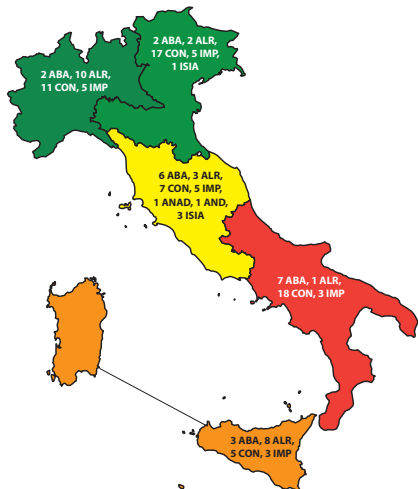 2 ABA, 2 ALR,
17 CON, 5 IMP,
1 ISIA
2 ABA, 10 ALR,
11 CON, 5 IMP
6 ABA, 3 ALR,
7 CON, 5 IMP,
1 ANAD, 1 AND,
3 ISIA
7 ABA, 1 ALR,
18 CON, 3 IMP
3 ABA, 8 ALR,
5 CON, 3 IMP